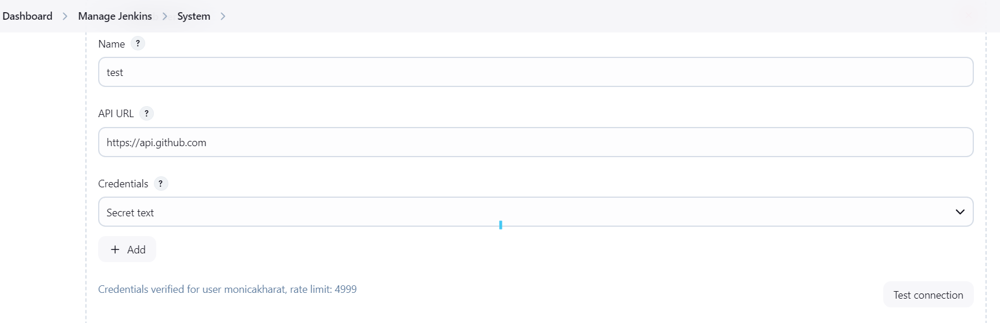 Dashboard > Manage Jenkins > System >
Name ?
test
API URL ?
https://api.github.com
Credentials ?
Secret text
+ Add
Credentials verified for user monicakharat, rate limit: 4999
Test connection